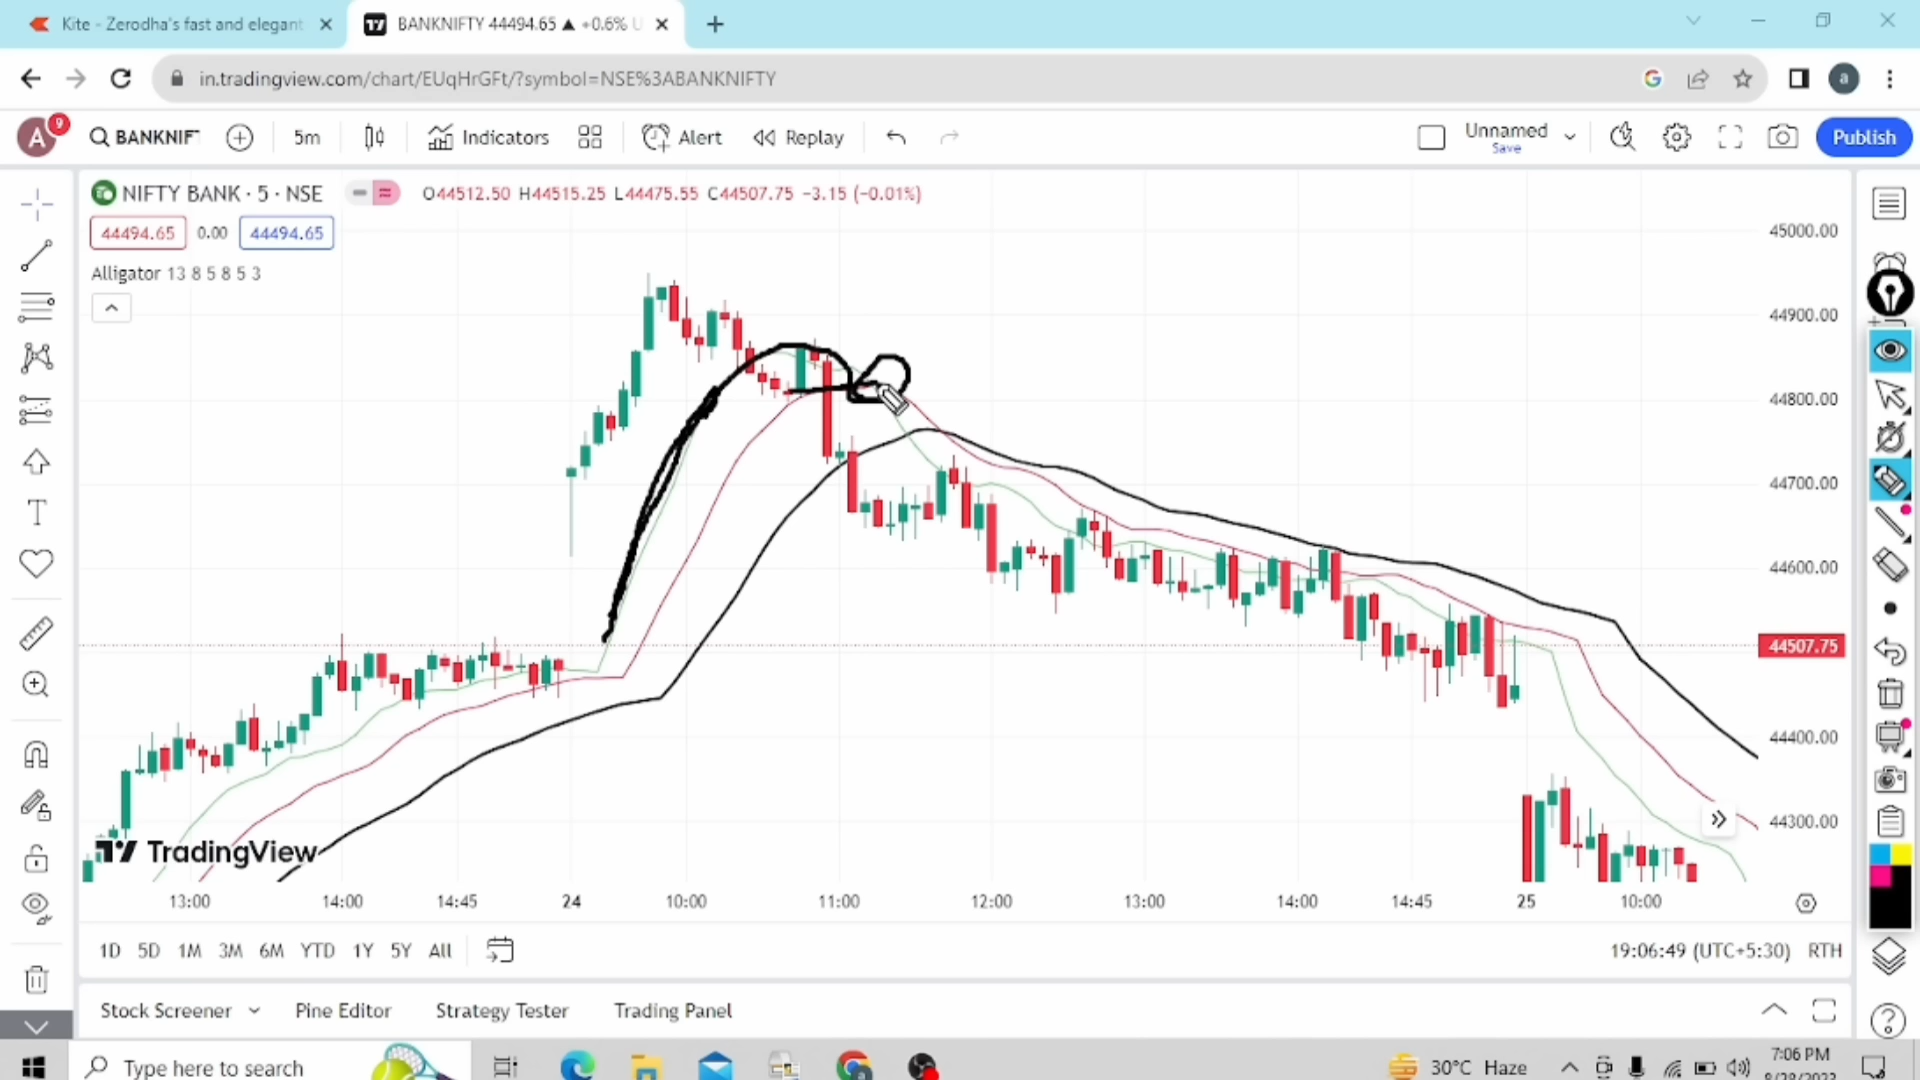 Kite - Zerodha's fast and elegant
BANKNIFTY 44494.65 ▲ +0.6% U
in.tradingview.com/chart/EUqHrGFt/?symbol=NSE%3ABANKNIFTY
a
A 9
BANKNIF
5m
Indicators
Alert
Replay
Unnamed
Save
Publish
NIFTY BANK · 5 · NSE
O44512.50 H44515.25 L44475.55 C44507.75 −3.15 (−0.01%)
44494.65 0.00 44494.65
Alligator 13 8 5 8 5 3
45000.00
44900.00
44800.00
44700.00
44600.00
44507.75
44400.00
44300.00
TradingView
13:00 14:00 14:45 24 10:00 11:00 12:00 13:00 14:00 14:45 25 10:00
1D 5D 1M 3M 6M YTD 1Y 5Y All
19:06:49 (UTC+5:30) RTH
Stock Screener Pine Editor Strategy Tester Trading Panel
Type here to search
30°C Haze
7:06 PM
8/28/2023